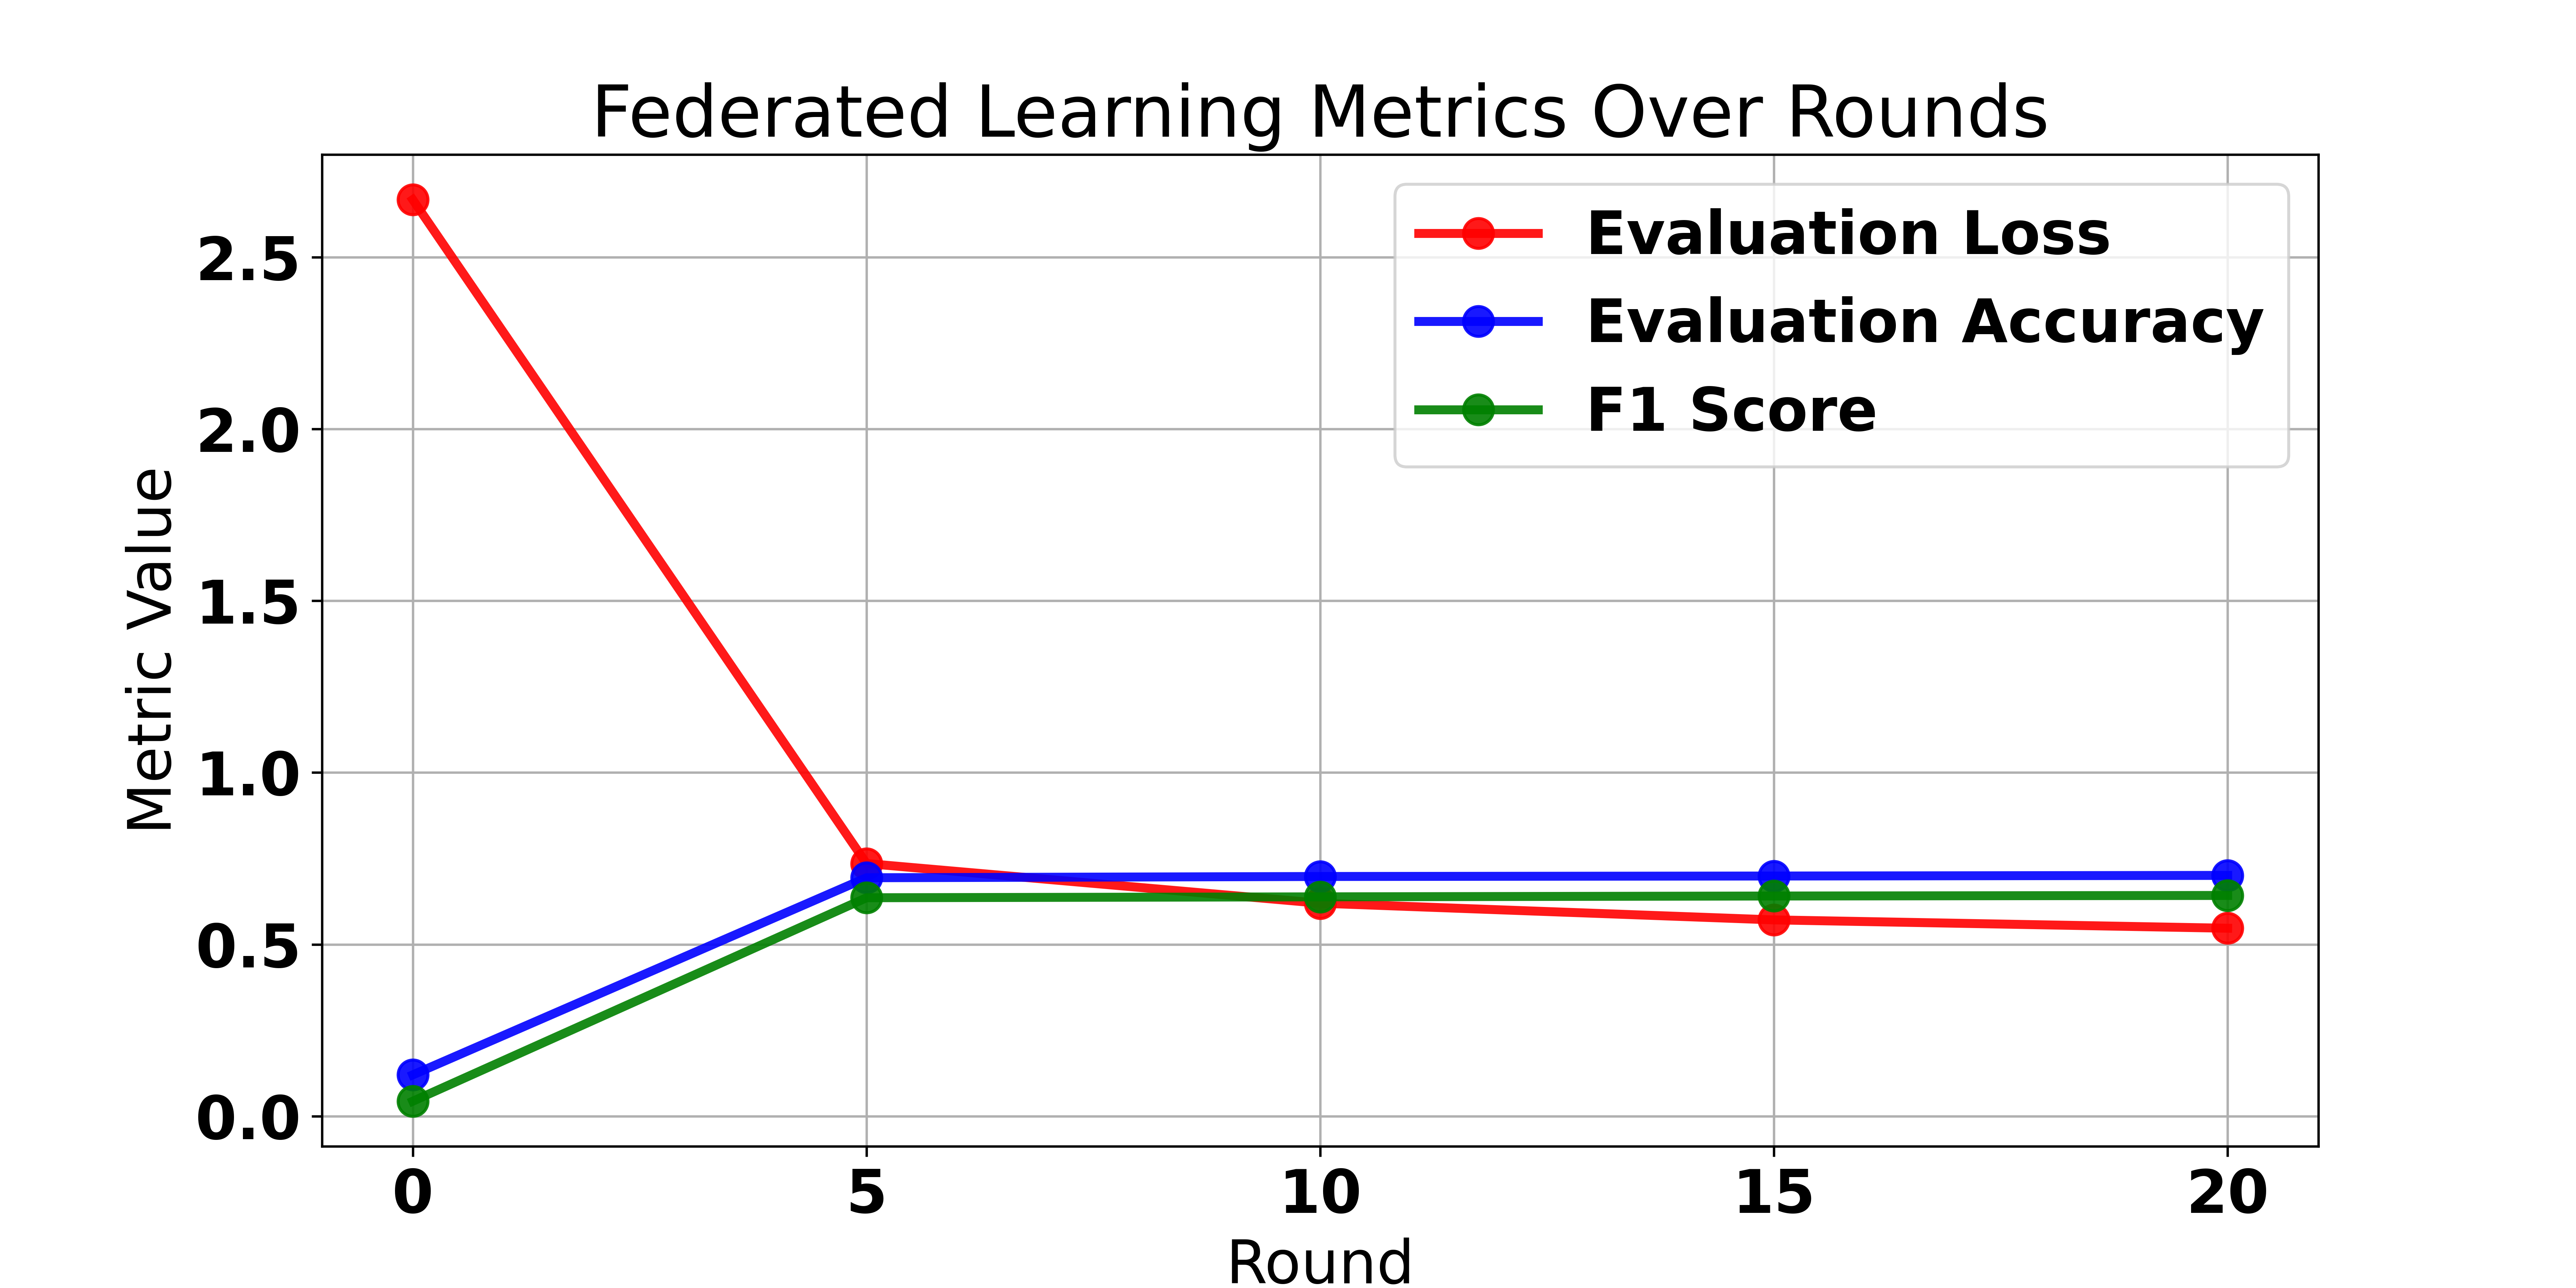 Federated Learning Metrics Over Rounds
Evaluation Loss
Evaluation Accuracy
F1 Score
Metric Value
2.5
2.0
1.5
1.0
0.5
0.0
0 5 10 15 20
Round